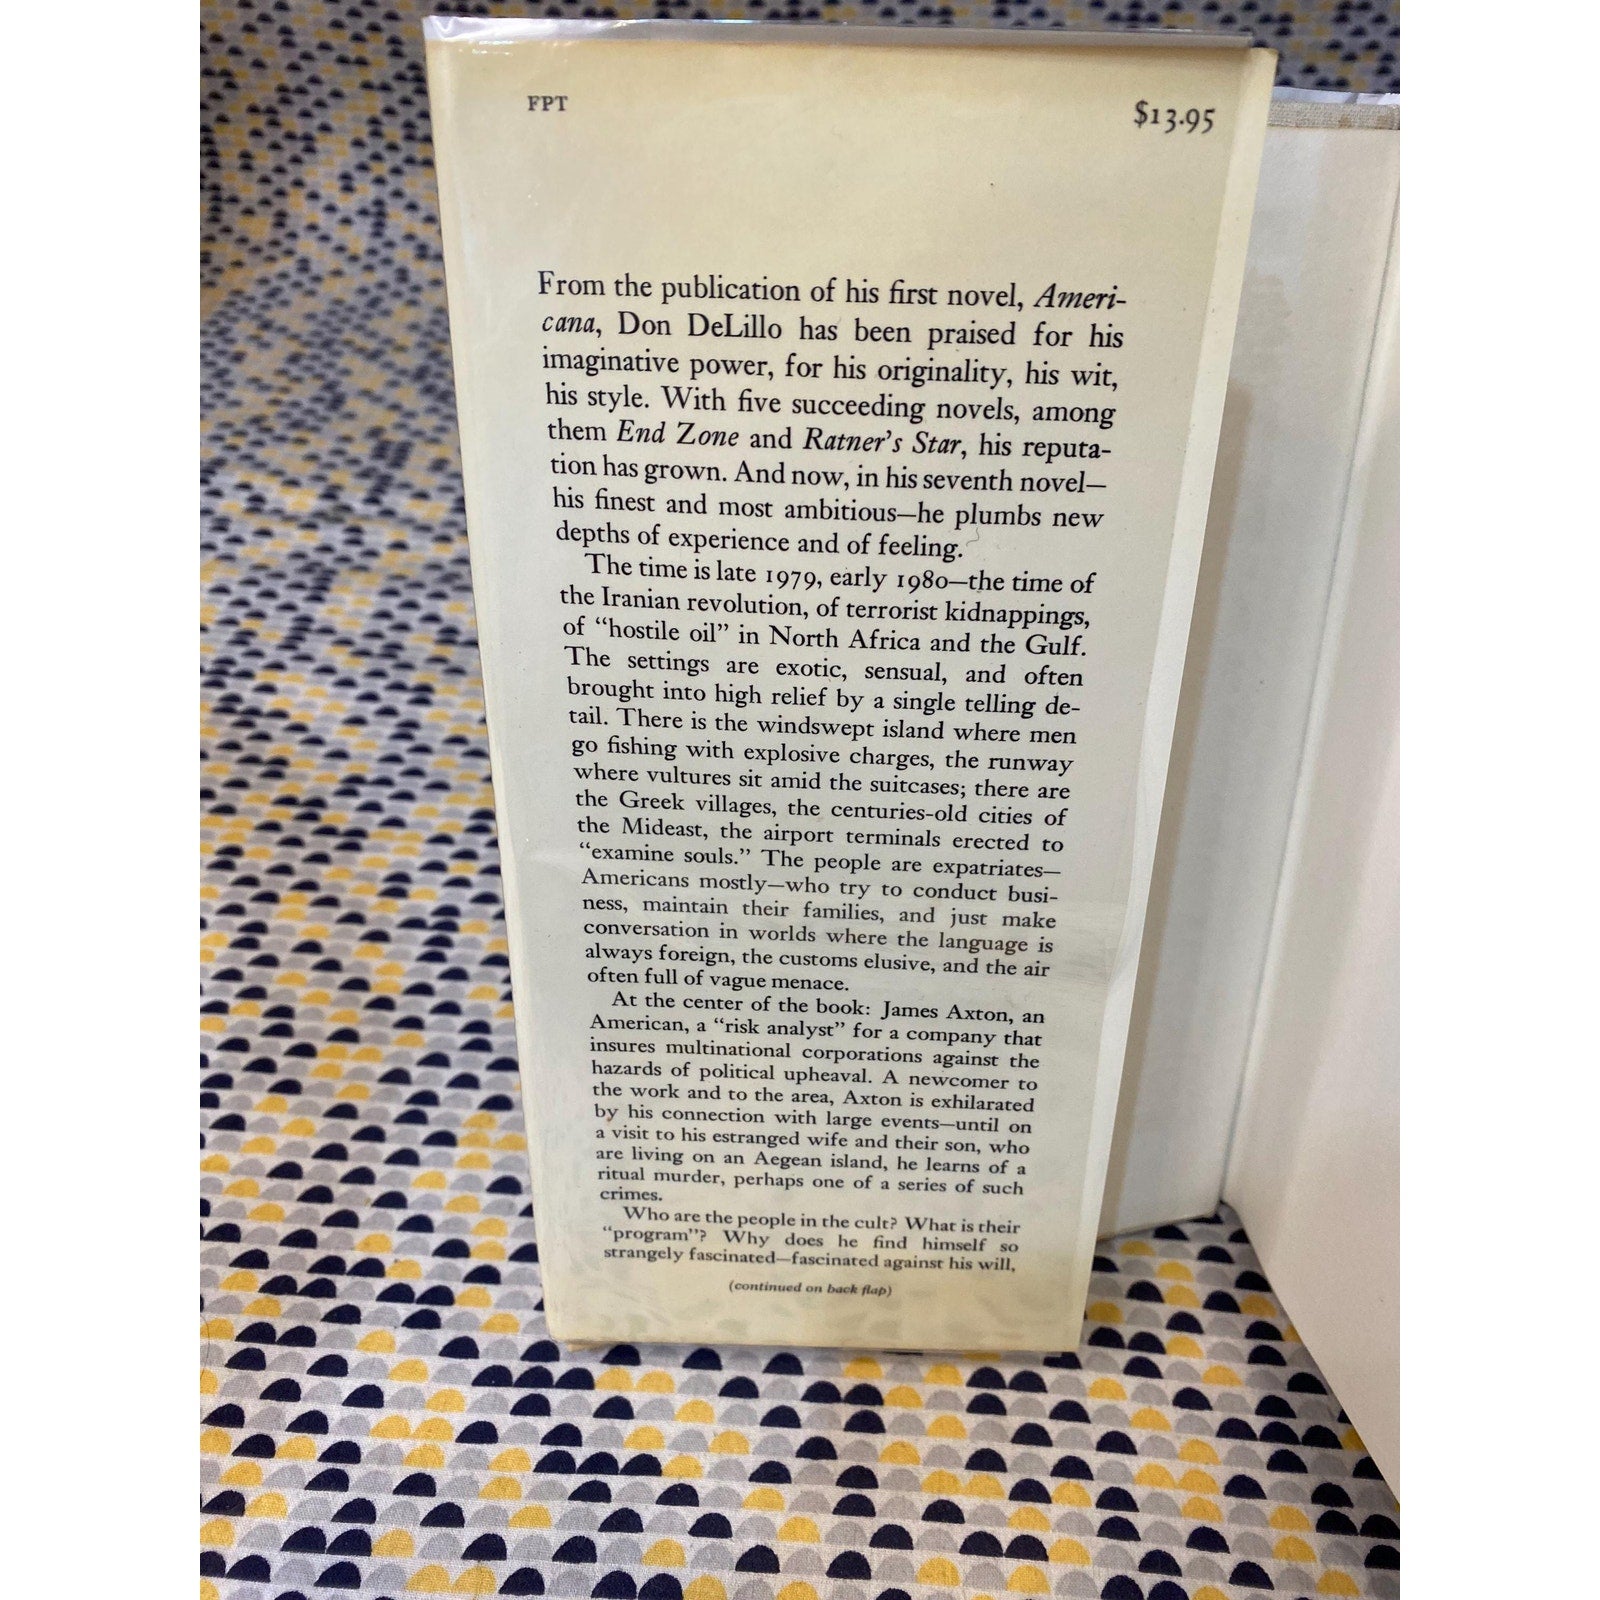 FPT
$13.95
From the publication of his first novel, Ameri-
cana, Don DeLillo has been praised for his
imaginative power, for his originality, his wit,
his style. With five succeeding novels, among
them End Zone and Ratner's Star, his reputa-
tion has grown. And now, in his seventh novel—
his finest and most ambitious—he plumbs new
depths of experience and of feeling.
The time is late 1979, early 1980—the time of
the Iranian revolution, of terrorist kidnappings,
of “hostile oil” in North Africa and the Gulf.
The settings are exotic, sensual, and often
brought into high relief by a single telling de-
tail. There is the windswept island where men
go fishing with explosive charges, the runway
where vultures sit amid the suitcases; there are
the Greek villages, the centuries-old cities of
the Mideast, the airport terminals erected to
“examine souls.” The people are expatriates—
Americans mostly—who try to conduct busi-
ness, maintain their families, and just make
conversation in worlds where the language is
always foreign, the customs elusive, and the air
often full of vague menace.
At the center of the book: James Axton, an
American, a “risk analyst” for a company that
insures multinational corporations against the
hazards of political upheaval. A newcomer to
the work and to the area, Axton is exhilarated
by his connection with large events—until on
a visit to his estranged wife and their son, who
are living on an Aegean island, he learns of a
ritual murder, perhaps one of a series of such
crimes.
Who are the people in the cult? What is their
“program”? Why does he find himself so
strangely fascinated—fascinated against his will,
(continued on back flap)